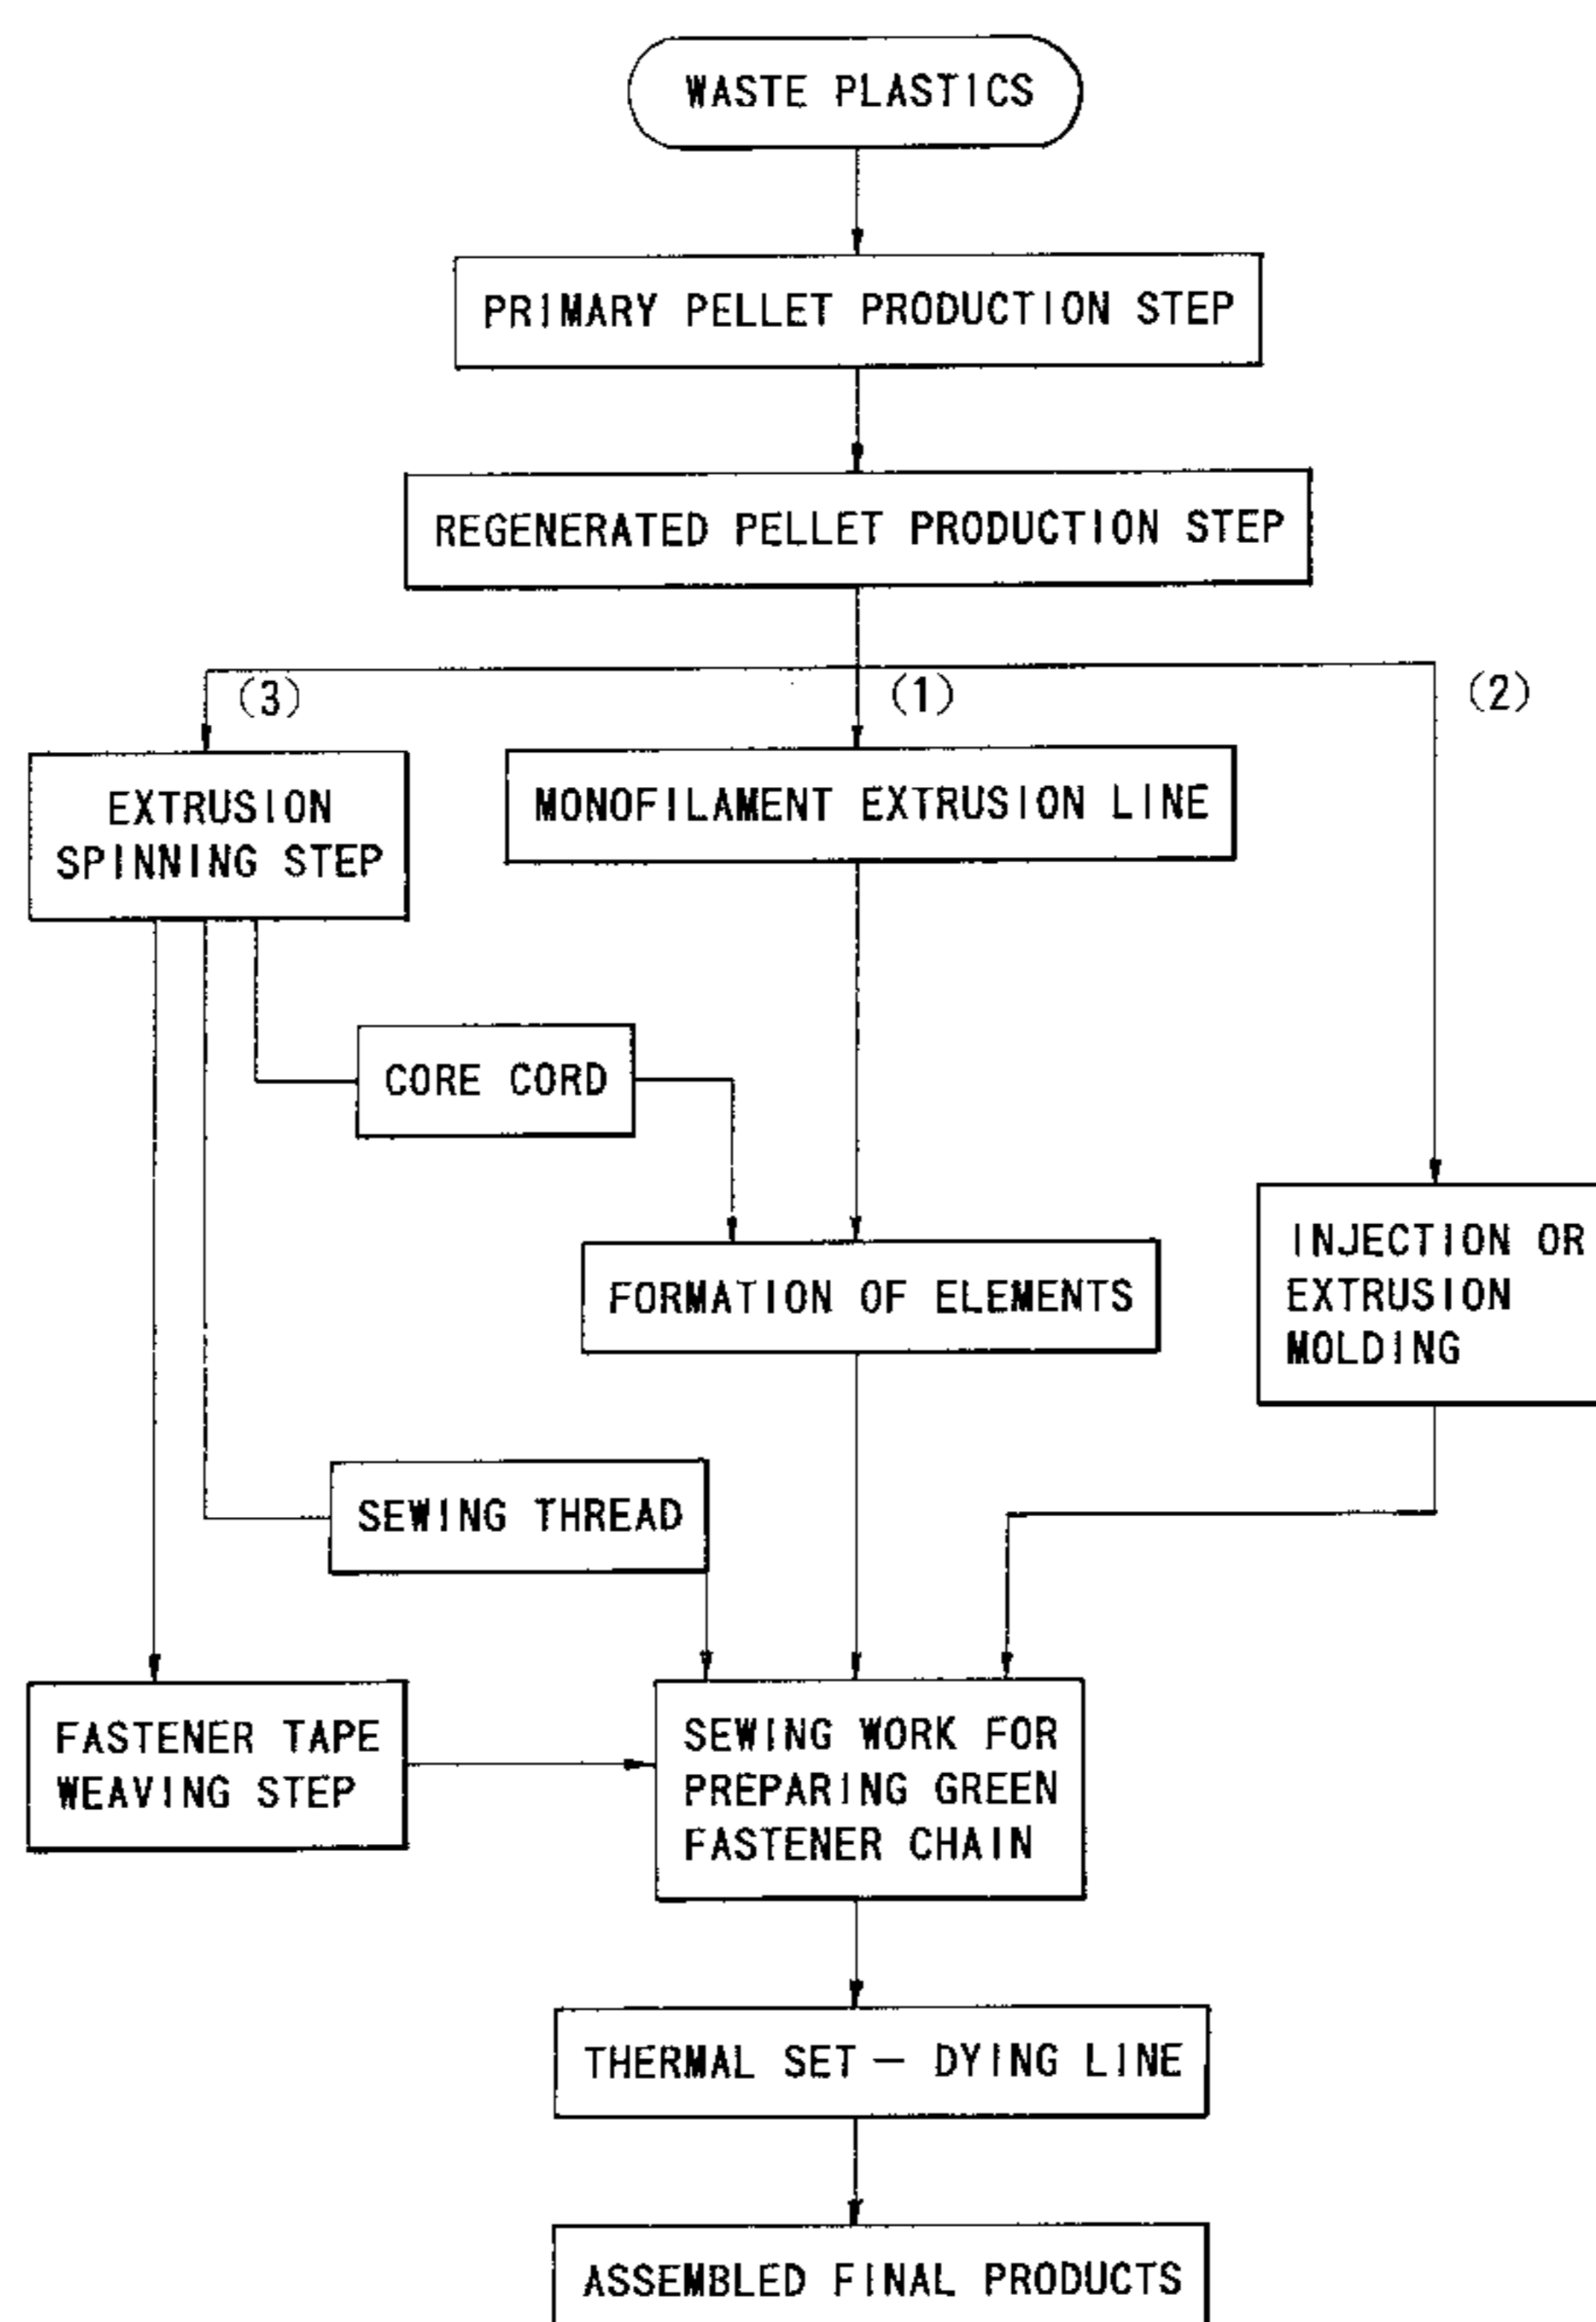 WASTE PLASTICS
PRIMARY PELLET PRODUCTION STEP
REGENERATED PELLET PRODUCTION STEP
(3)
(1)
(2)
EXTRUSION
SPINNING STEP
MONOFILAMENT EXTRUSION LINE
CORE CORD
FORMATION OF ELEMENTS
INJECTION OR
EXTRUSION
MOLDING
SEWING THREAD
FASTENER TAPE
WEAVING STEP
SEWING WORK FOR
PREPARING GREEN
FASTENER CHAIN
THERMAL SET — DYING LINE
ASSEMBLED FINAL PRODUCTS